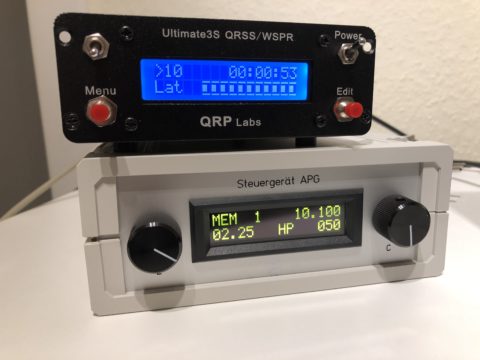 Ultimate3S QRSS/WSPR
Power
>10 00:00:53
Lat
Menu
Edit
QRP Labs
Steuergerät APG
MEM 1 10.100
02.25 HP 050
C